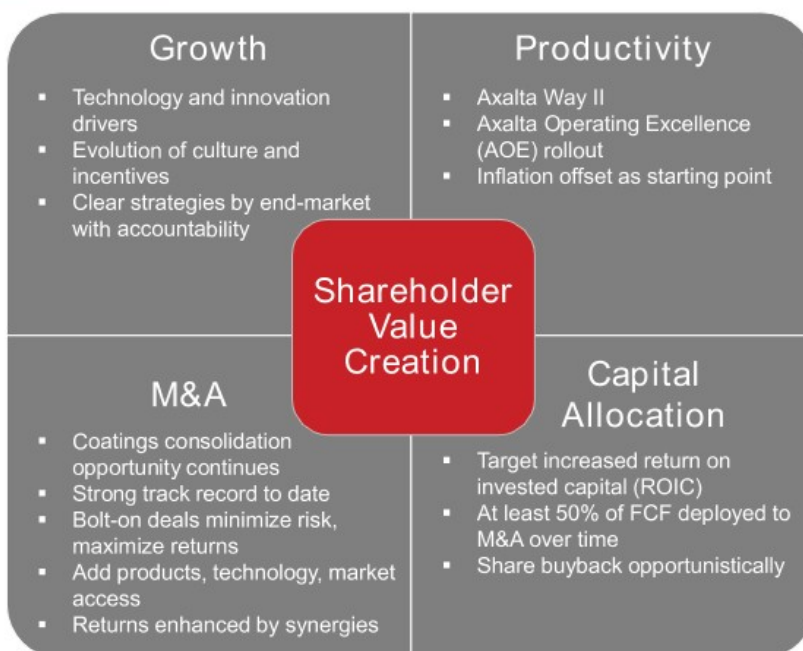 Growth
▪ Technology and innovation
drivers
▪ Evolution of culture and
incentives
▪ Clear strategies by end-market
with accountability
Productivity
▪ Axalta Way II
▪ Axalta Operating Excellence
(AOE) rollout
▪ Inflation offset as starting point
Shareholder
Value
Creation
M&A
▪ Coatings consolidation
opportunity continues
▪ Strong track record to date
▪ Bolt-on deals minimize risk,
maximize returns
▪ Add products, technology, market
access
▪ Returns enhanced by synergies
Capital
Allocation
▪ Target increased return on
invested capital (ROIC)
▪ At least 50% of FCF deployed to
M&A over time
▪ Share buyback opportunistically